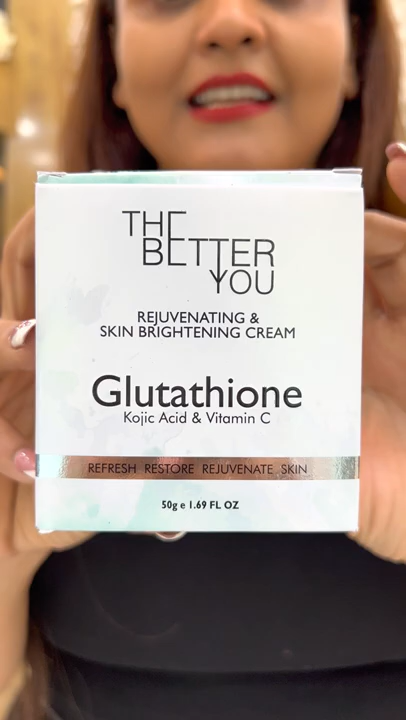 THE
BETTER
YOU
REJUVENATING &
SKIN BRIGHTENING CREAM
Glutathione
Kojic Acid & Vitamin C
REFRESH RESTORE REJUVENATE SKIN
50g e 1.69 FL OZ